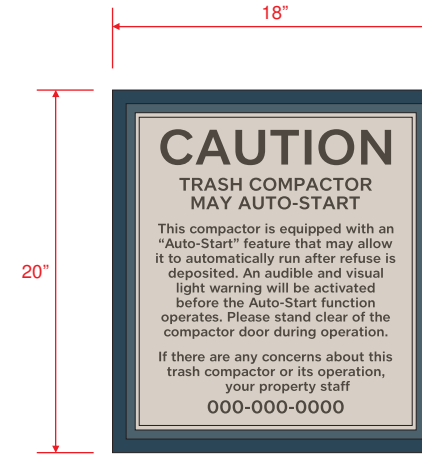 18”
20”
CAUTION
TRASH COMPACTOR
MAY AUTO-START
This compactor is equipped with an
“Auto-Start” feature that may allow
it to automatically run after refuse is
deposited. An audible and visual
light warning will be activated
before the Auto-Start function
operates. Please stand clear of the
compactor door during operation.
If there are any concerns about this
trash compactor or its operation,
your property staff
000-000-0000